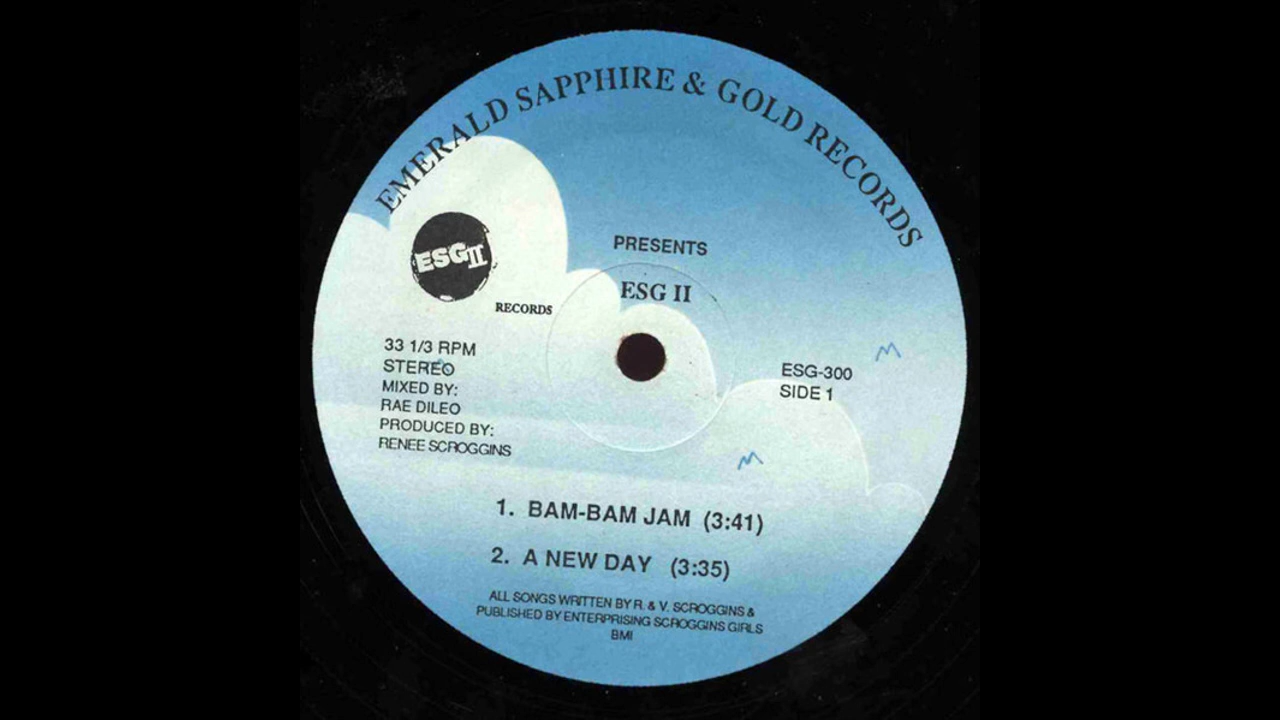 EMERALD SAPPHIRE & GOLD RECORDS
PRESENTS
ESG II
ESG II
RECORDS
33 1/3 RPM
STEREO
MIXED BY:
RAE DILEO
PRODUCED BY:
RENEE SCROGGINS
ESG-300
SIDE 1
1. BAM-BAM JAM (3:41)
2. A NEW DAY (3:35)
ALL SONGS WRITTEN BY R. & V. SCROGGINS &
PUBLISHED BY ENTERPRISING SCROGGINS GIRLS
BMI